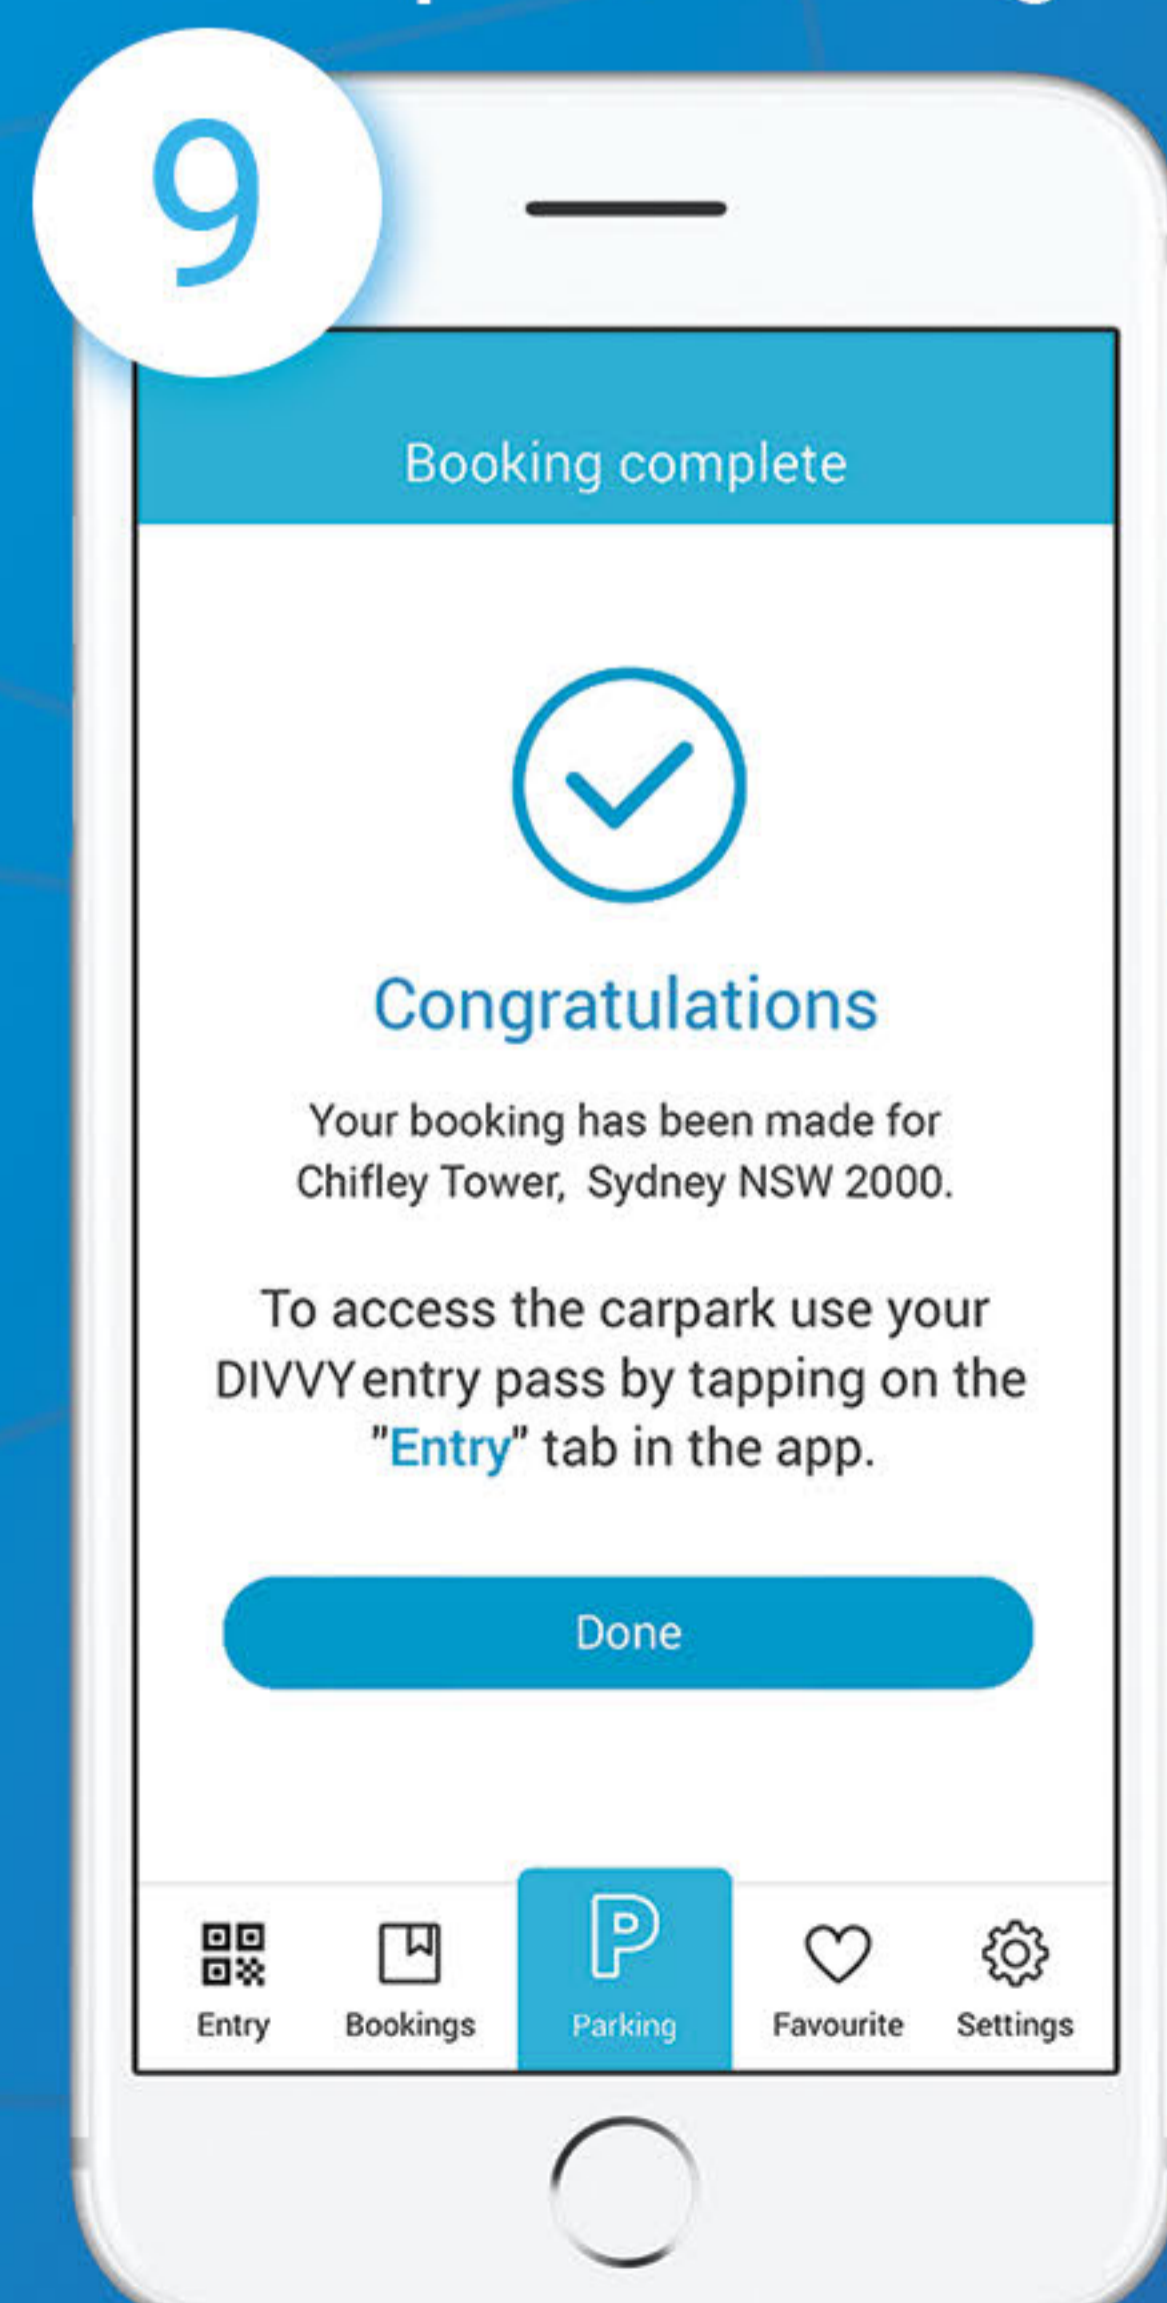 9
Booking complete
Congratulations
Your booking has been made for
Chifley Tower, Sydney NSW 2000.
To access the carpark use your
DIVVY entry pass by tapping on the
"Entry" tab in the app.
Done
P
Entry Bookings Parking Favourite Settings